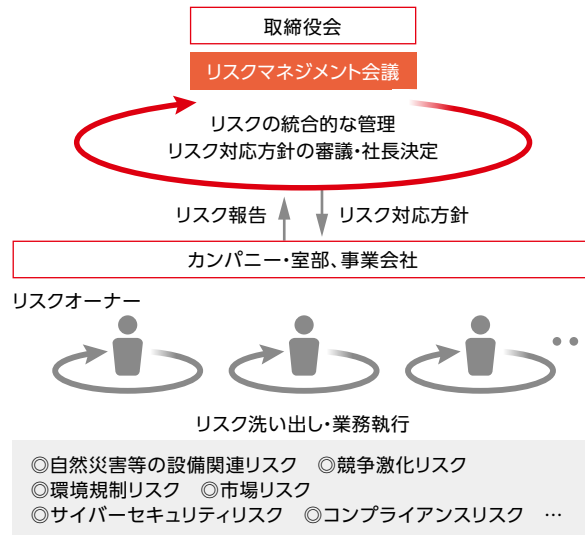 取締役会
リスクマネジメント会議
リスクの統合的な管理
リスク対応方針の審議・社長決定
リスク報告
リスク対応方針
カンパニー・室部、事業会社
リスクオーナー
リスク洗い出し・業務執行
◎自然災害等の設備関連リスク　◎競争激化リスク
◎環境規制リスク　◎市場リスク
◎サイバーセキュリティリスク　◎コンプライアンスリスク　…